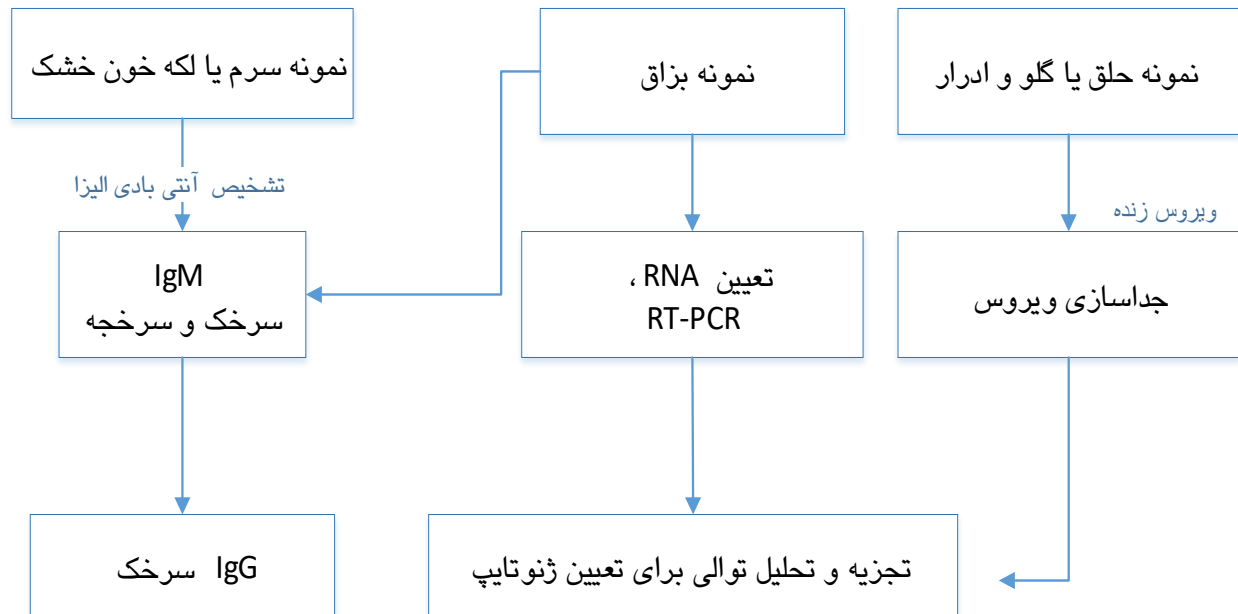 نمونه حلق یا گلو و ادرار
نمونه بزاق
نمونه سرم یا لکه خون خشک
ویروس زنده
تشخیص آنتی بادی الیزا
جداسازی ویروس
تعیین RNA ،
RT-PCR
IgM
سرخک و سرخجه
تجزیه و تحلیل توالی برای تعیین ژنوتایپ
IgG سرخک